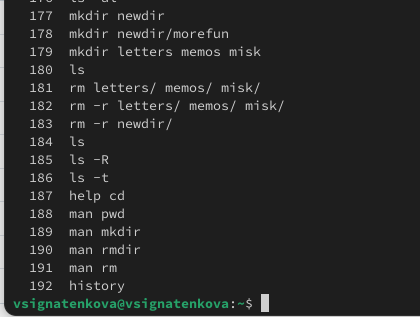 177 mkdir newdir
178 mkdir newdir/morefun
179 mkdir letters memos misk
180 ls
181 rm letters/ memos/ misk/
182 rm -r letters/ memos/ misk/
183 rm -r newdir/
184 ls
185 ls -R
186 ls -t
187 help cd
188 man pwd
189 man mkdir
190 man rmdir
191 man rm
192 history
vsignatenkova@vsignatenkova:~$